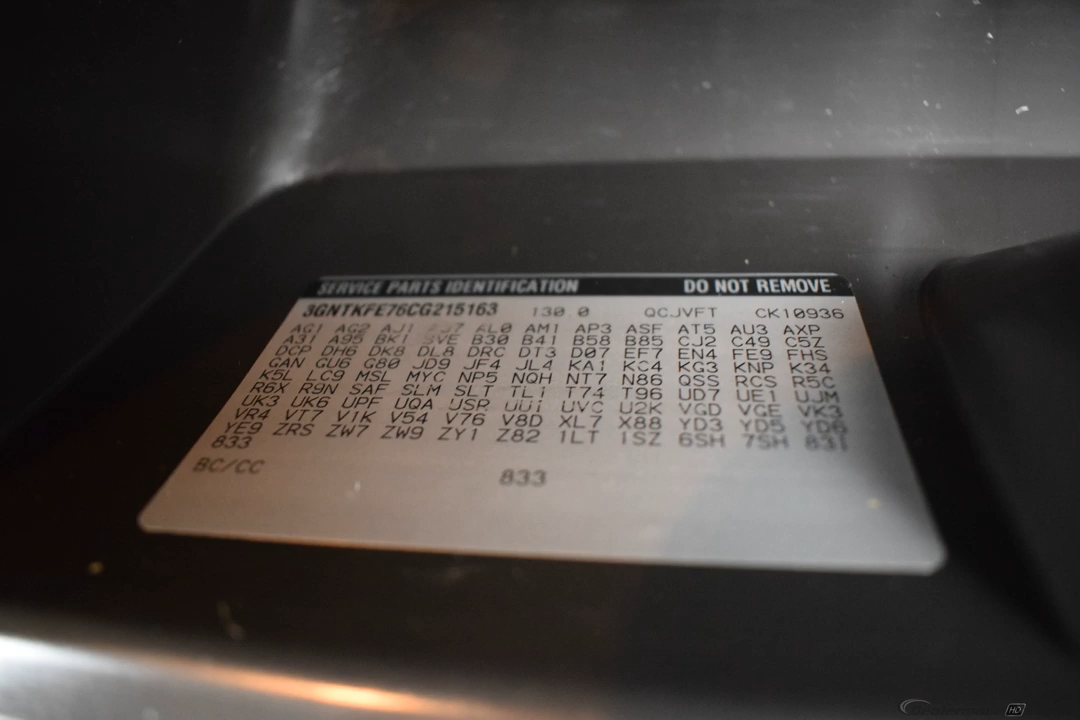 SERVICE PARTS IDENTIFICATION DO NOT REMOVE
3GNTKFE76CG215163 130.0 QCJVFT CK10936
AG1 AG2 AJ1 AL0 AM1 AP3 ASF AT5 AU3 AXP
A31 A95 BK1 B30 B41 B58 B85 CJ2 C49 C5Z
DCP DH6 DK8 DL8 DRC DT3 D07 EF7 EN4 FE9 FHS
GAN GU6 G80 JD9 JF4 JL4 KA1 KC4 KG3 KNP K34
K5L LC9 MSL MYC NP5 NQH NT7 N86 QSS RCS R5C
R6X R9N SAF SLM SLT TL1 T74 T96 UD7 UE1 UJM
UK3 UK6 UPF UQA USR UVC U2K VGD VGE VK3
VR4 VT7 V1K V54 V76 V8D XL7 X88 YD3 YD5 YD6
YE9 ZRS ZW7 ZW9 ZY1 Z82 1LT 1SZ 6SH 7SH 831
833
BC/CC 833
HD